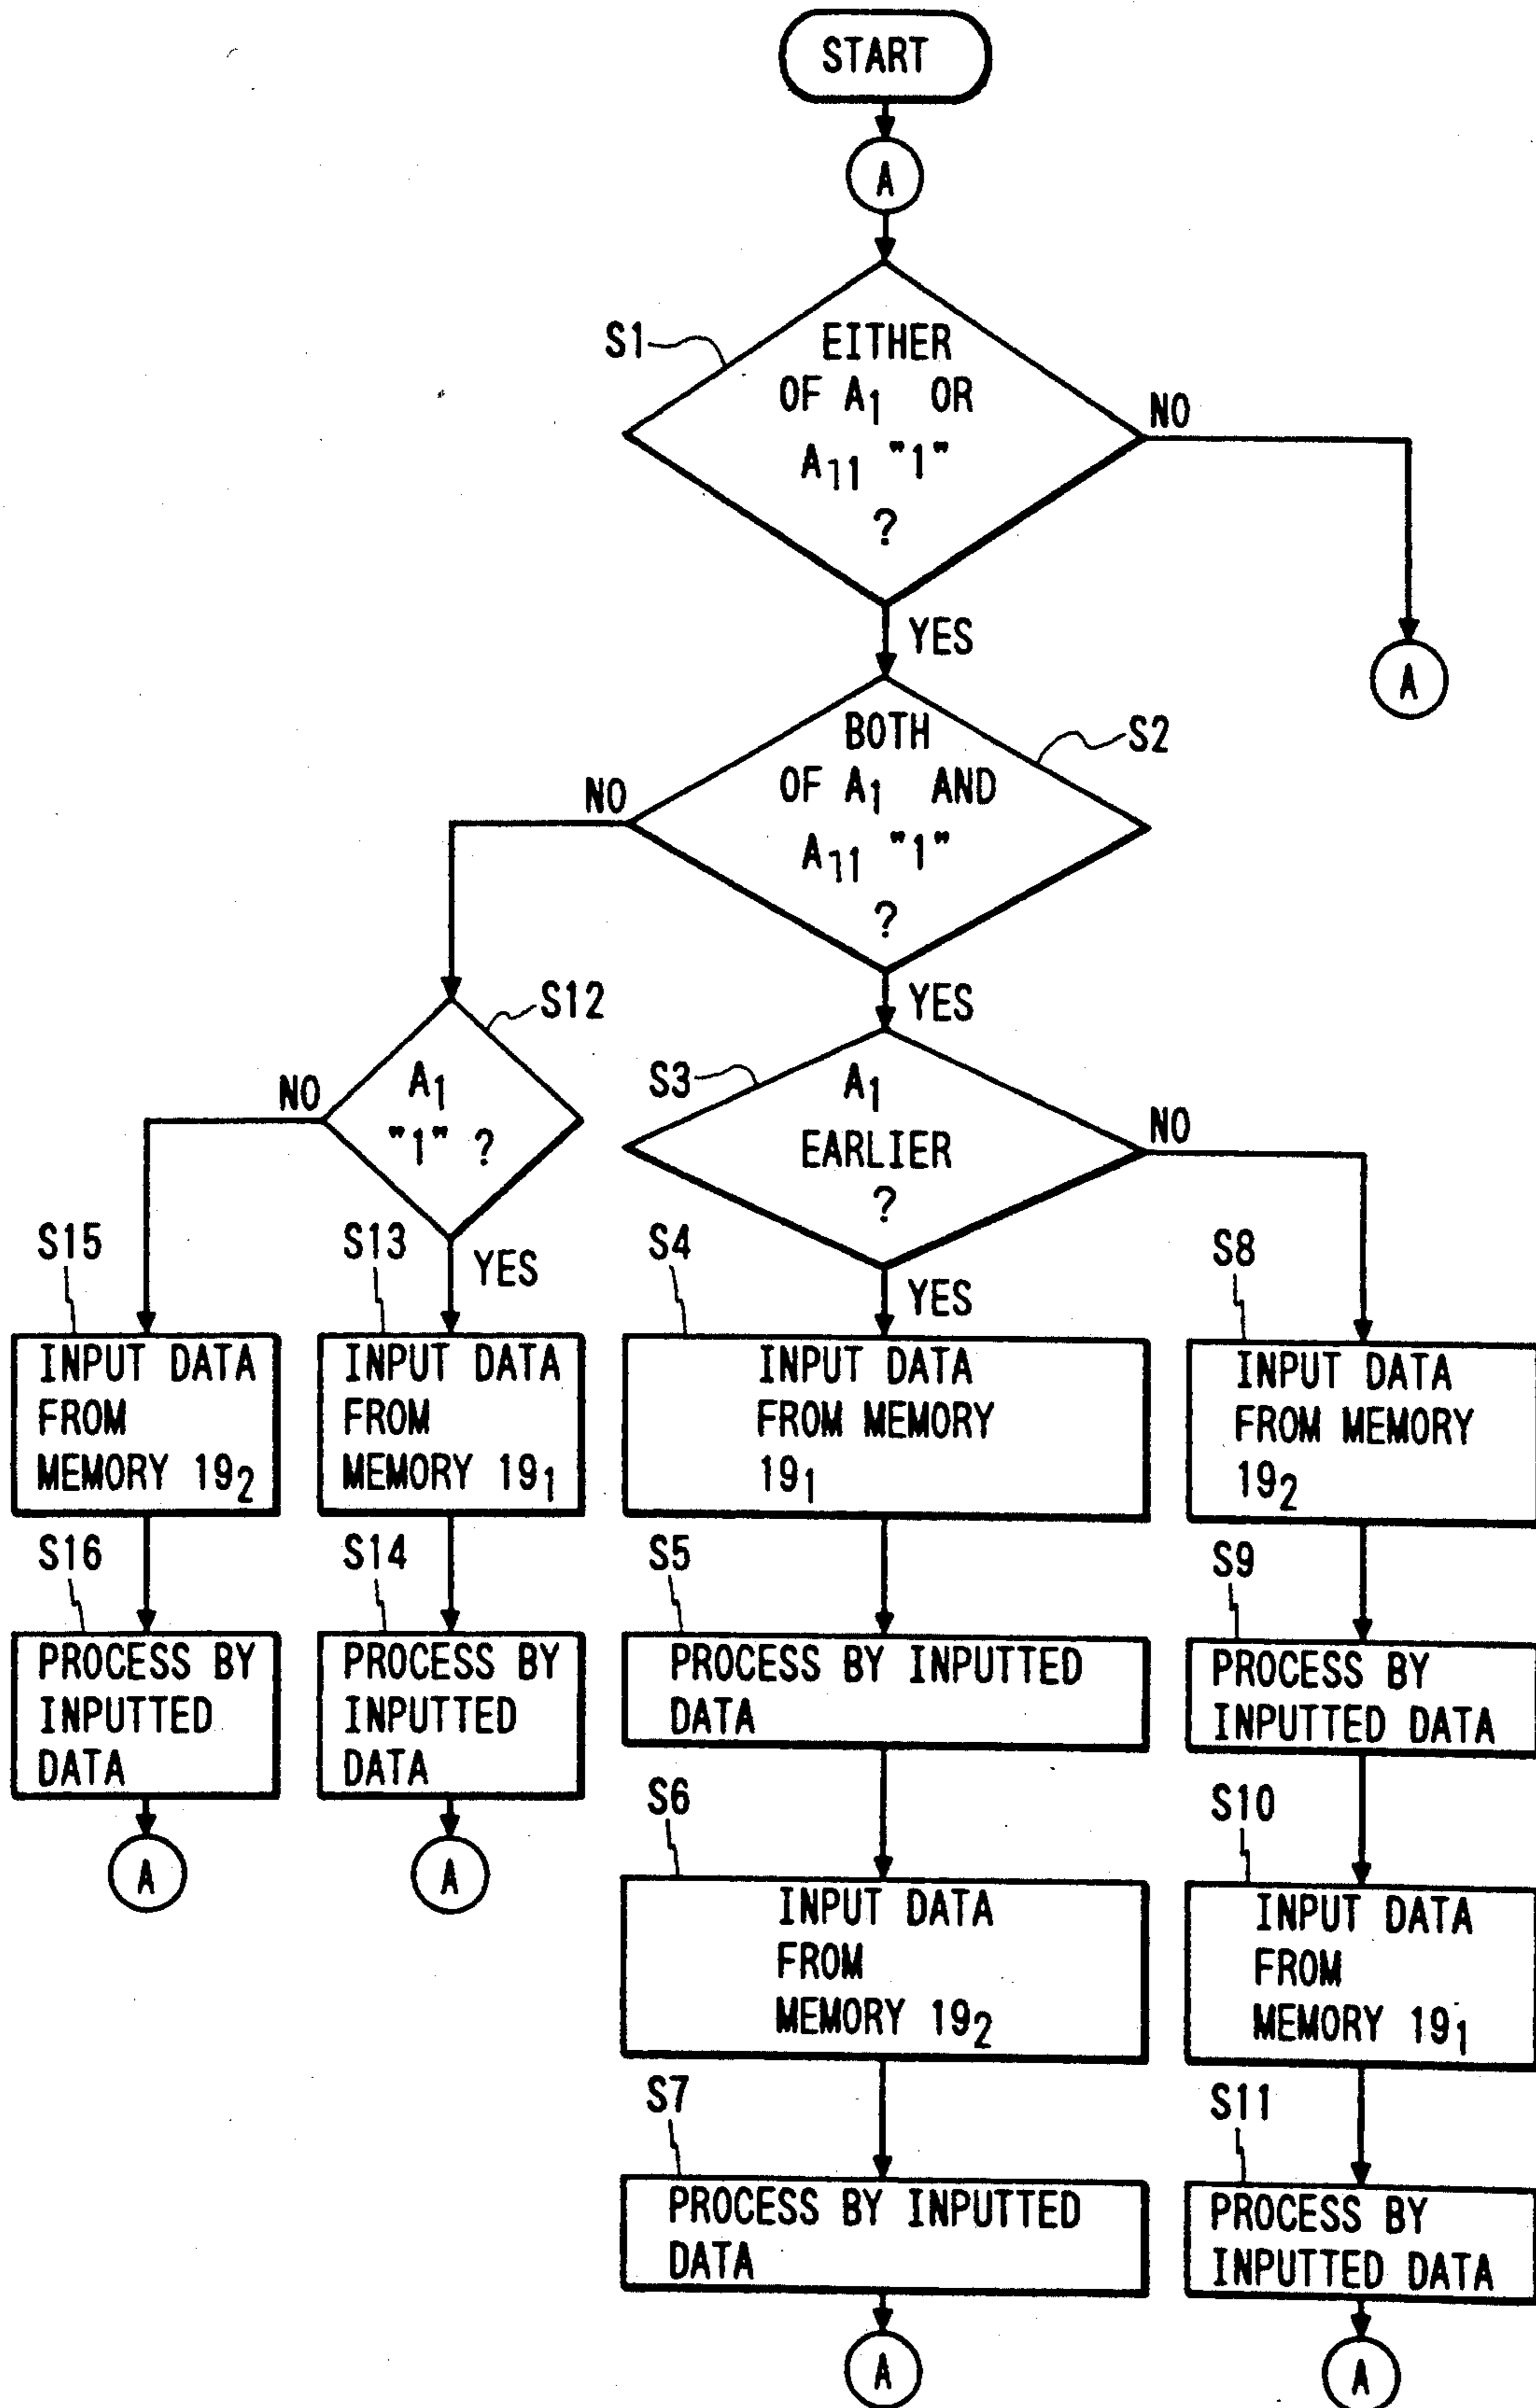 START
A
S1
EITHER
OF A₁ OR
A₁₁ "1"
?
NO
YES
A
BOTH
OF A₁ AND
A₁₁ "1"
?
S2
NO
YES
S12
A₁
"1" ?
NO
YES
S3
A₁
EARLIER
?
NO
YES
S15
INPUT DATA
FROM
MEMORY 19₂
S13
INPUT DATA
FROM
MEMORY 19₁
S4
INPUT DATA
FROM MEMORY
19₁
S8
INPUT DATA
FROM MEMORY
19₂
S16
PROCESS BY
INPUTTED
DATA
S14
PROCESS BY
INPUTTED
DATA
S5
PROCESS BY INPUTTED
DATA
S9
PROCESS BY
INPUTTED DATA
A
A
S6
INPUT DATA
FROM
MEMORY 19₂
S10
INPUT DATA
FROM
MEMORY 19₁
S7
PROCESS BY INPUTTED
DATA
S11
PROCESS BY
INPUTTED DATA
A
A